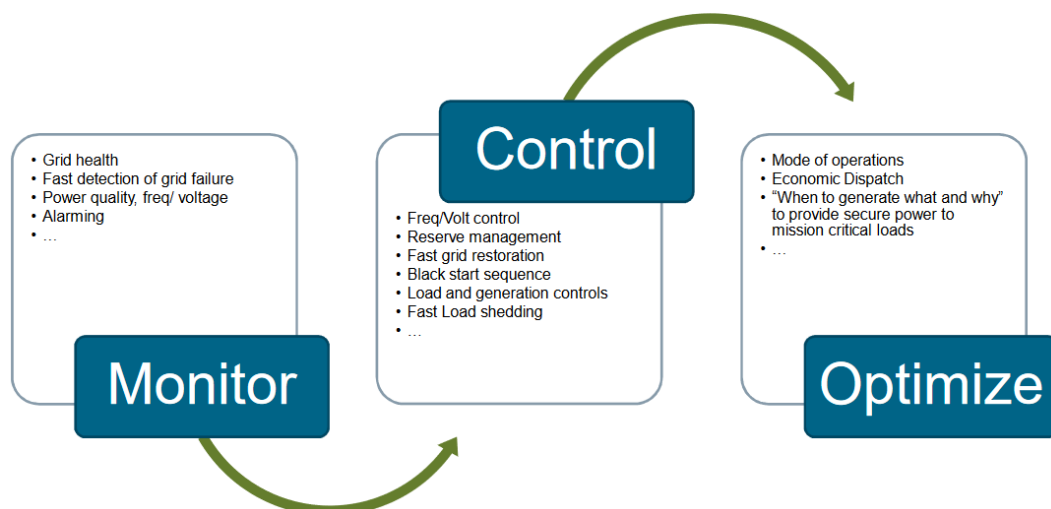 Monitor
• Grid health
• Fast detection of grid failure
• Power quality, freq/ voltage
• Alarming
• ...
Control
• Freq/Volt control
• Reserve management
• Fast grid restoration
• Black start sequence
• Load and generation controls
• Fast Load shedding
• ...
Optimize
• Mode of operations
• Economic Dispatch
• “When to generate what and why”
to provide secure power to
mission critical loads
• ...